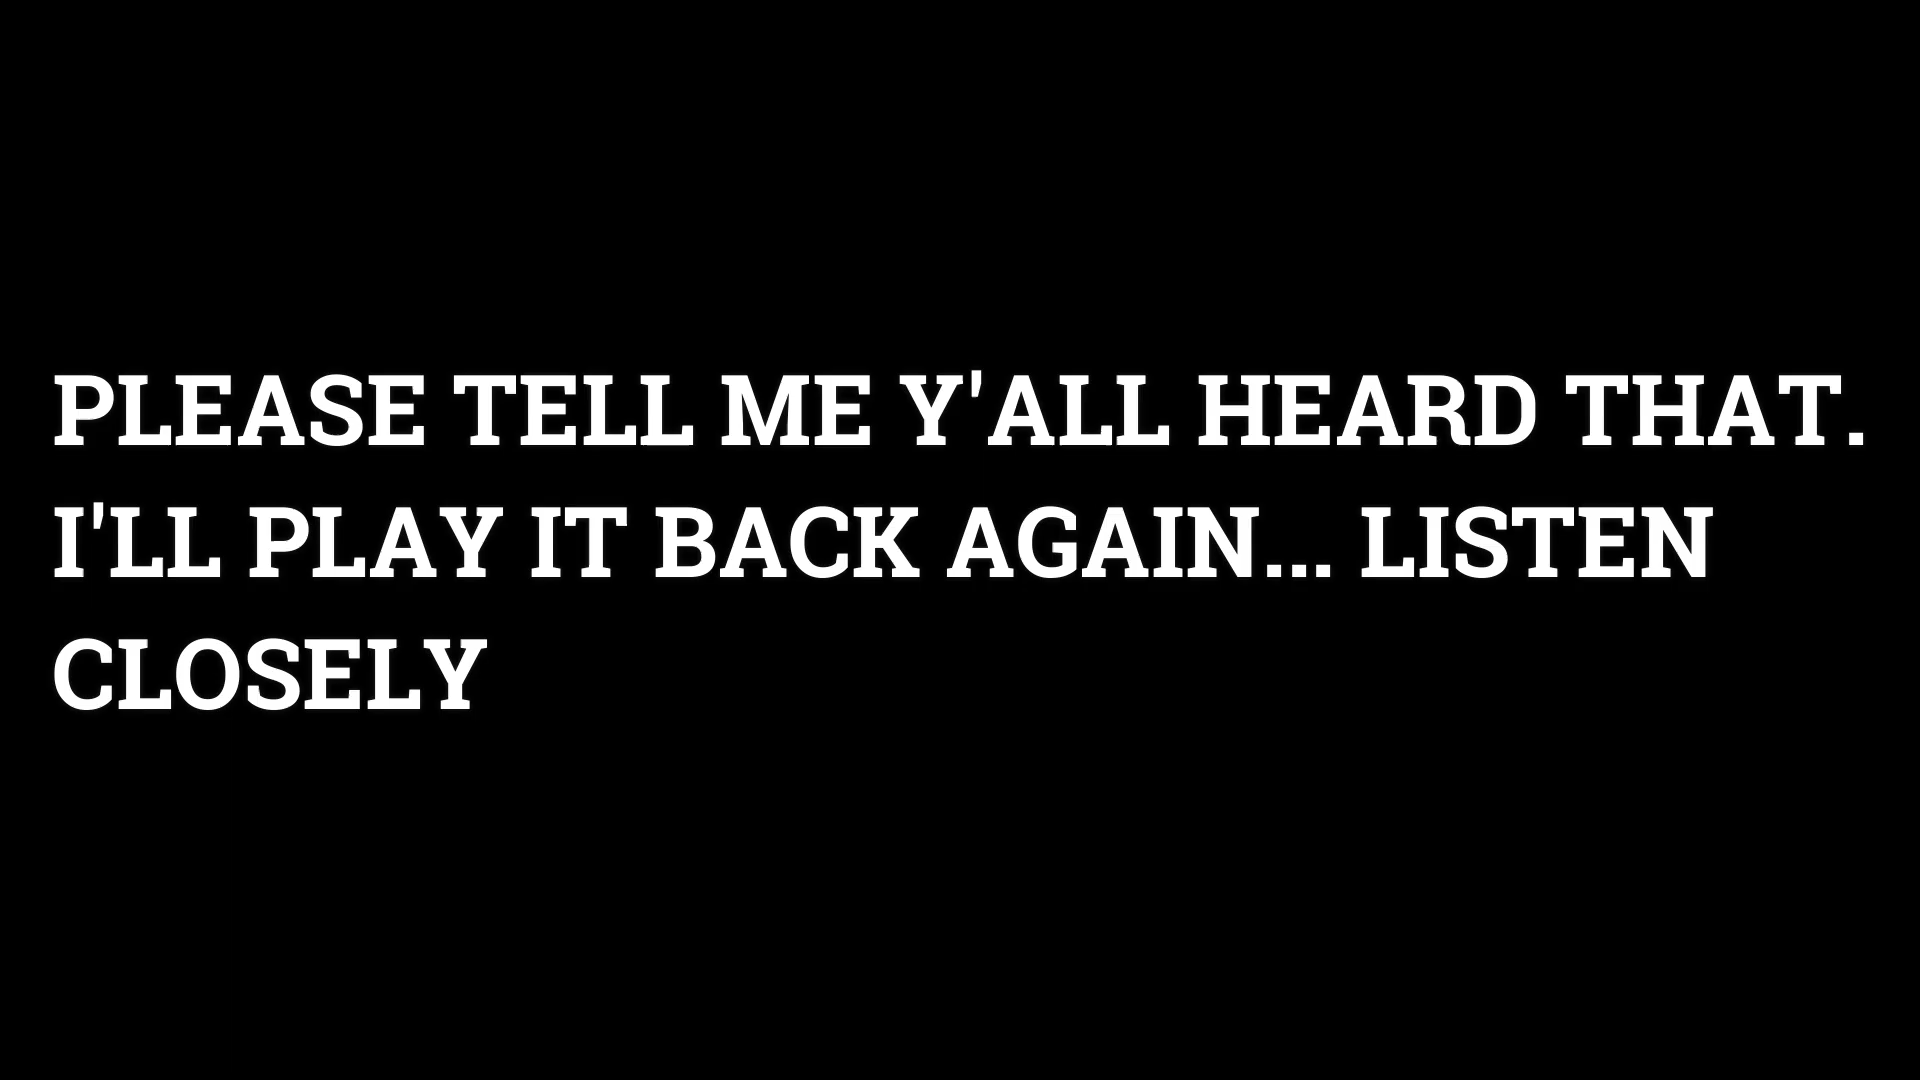 PLEASE TELL ME Y'ALL HEARD THAT.
I'LL PLAY IT BACK AGAIN... LISTEN
CLOSELY